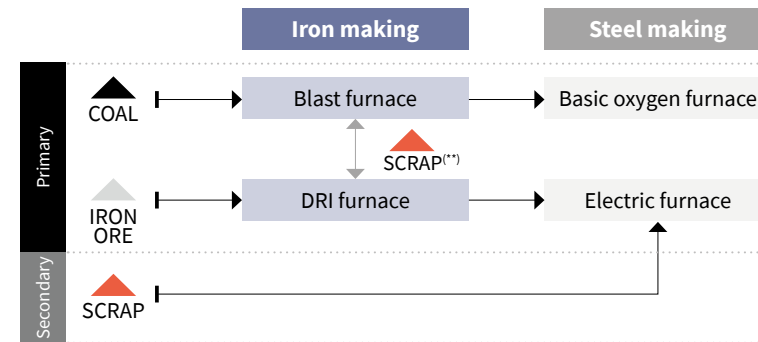 Iron making
Steel making
Primary
COAL
Blast furnace
Basic oxygen furnace
SCRAP(**)
IRON
ORE
DRI furnace
Electric furnace
Secondary
SCRAP